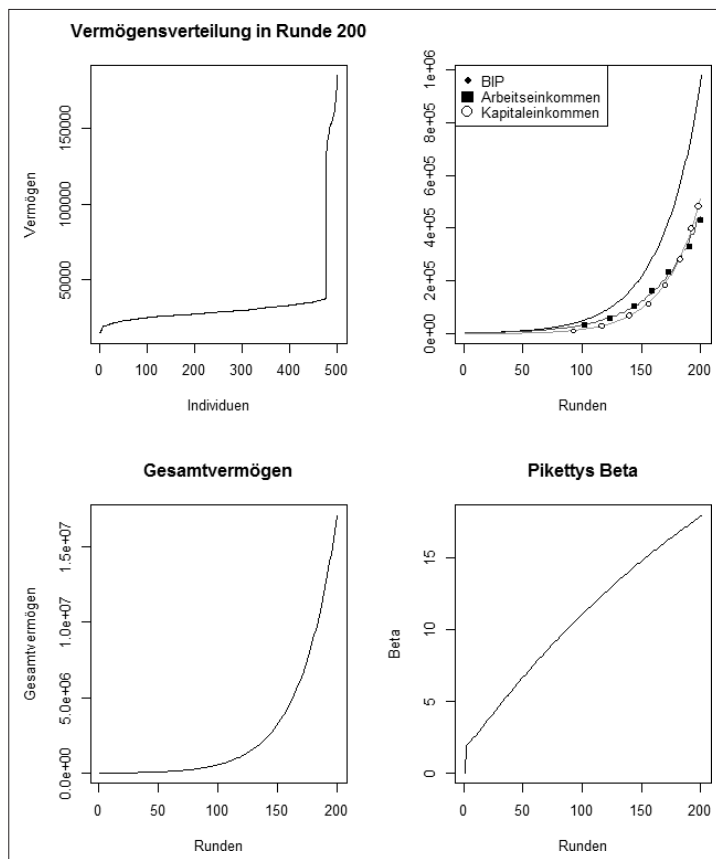 Vermögensverteilung in Runde 200
Vermögen
50000
100000
150000
0
100
200
300
400
500
Individuen
BIP
Arbeitseinkommen
Kapitaleinkommen
0e+00
2e+05
4e+05
6e+05
8e+05
1e+06
0
50
100
150
200
Runden
Gesamtvermögen
Gesamtvermögen
0.0e+00
5.0e+06
1.0e+07
1.5e+07
0
50
100
150
200
Runden
Pikettys Beta
Beta
0
5
10
15
0
50
100
150
200
Runden